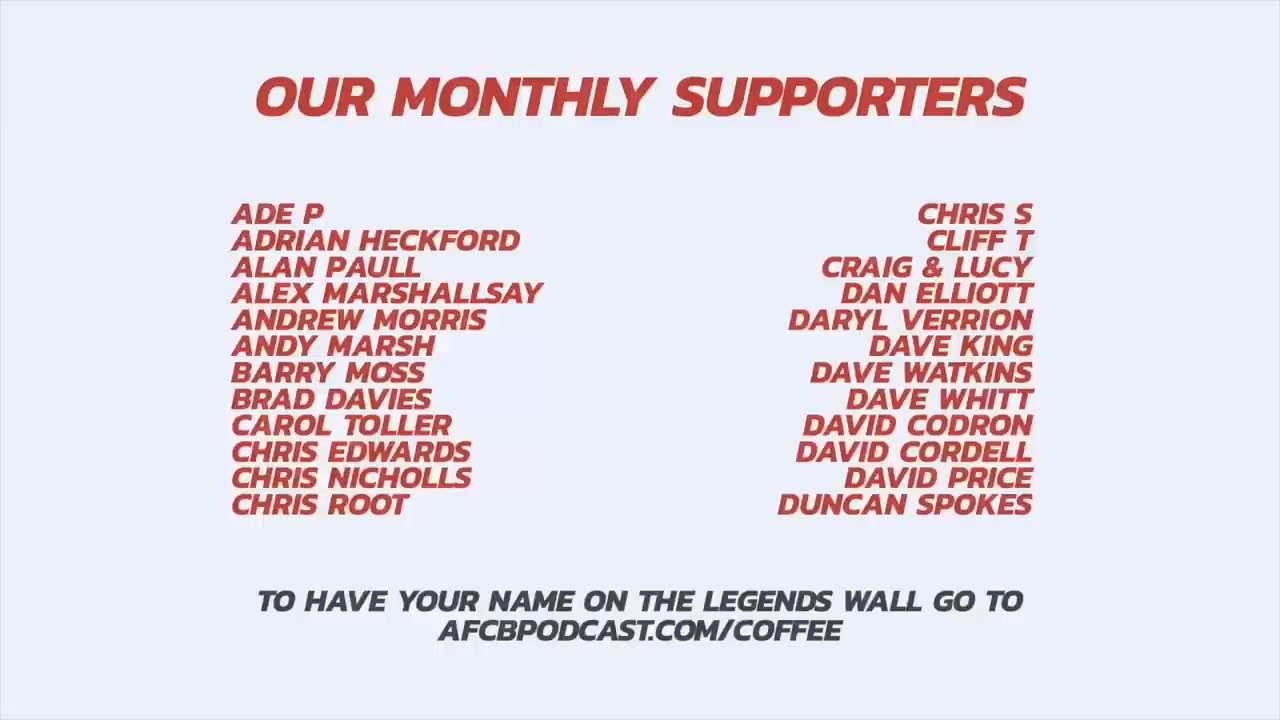 OUR MONTHLY SUPPORTERS
ADE P
ADRIAN HECKFORD
ALAN PAULL
ALEX MARSHALLSAY
ANDREW MORRIS
ANDY MARSH
BARRY MOSS
BRAD DAVIES
CAROL TOLLER
CHRIS EDWARDS
CHRIS NICHOLLS
CHRIS ROOT
CHRIS S
CLIFF T
CRAIG & LUCY
DAN ELLIOTT
DARYL VERRION
DAVE KING
DAVE WATKINS
DAVE WHITT
DAVID CODRON
DAVID CORDELL
DAVID PRICE
DUNCAN SPOKES
TO HAVE YOUR NAME ON THE LEGENDS WALL GO TO
AFCBPODCAST.COM/COFFEE